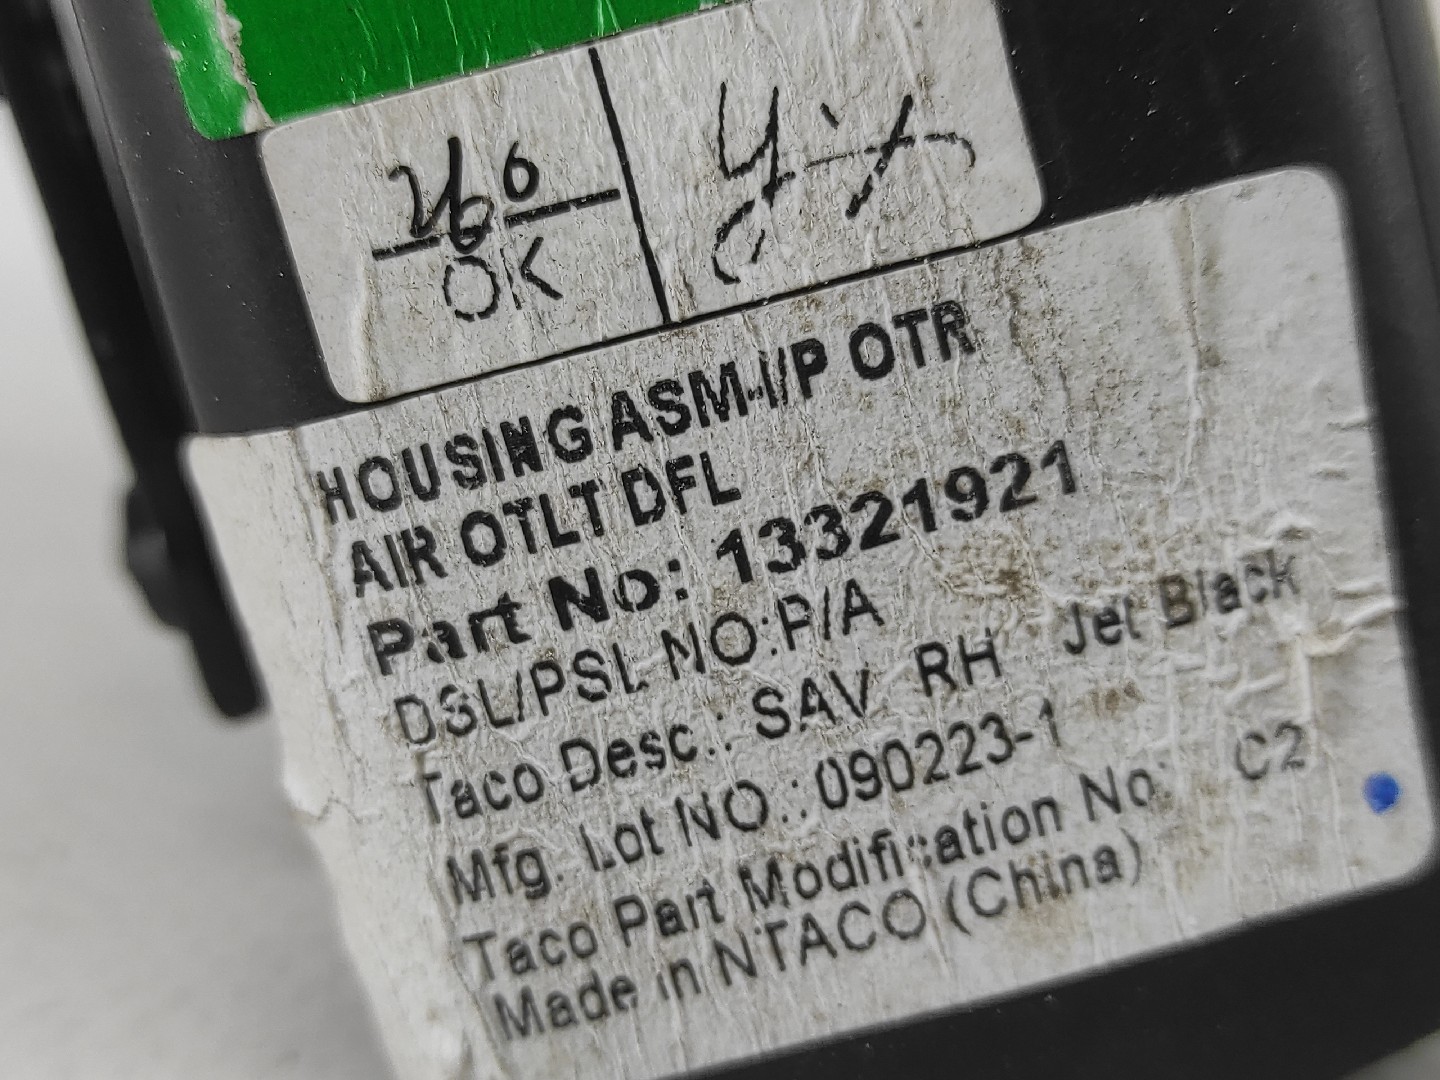 OK
HOUSING ASM-I/P OTR
AIR OTLT DFL
Part No: 13321921
DSL/PSL NO:P/A
Taco Desc.: SAV RH Jet Black
Mfg. Lot NO.:090223-1
Taco Part Modification No: C2
Made in NTACO (China)